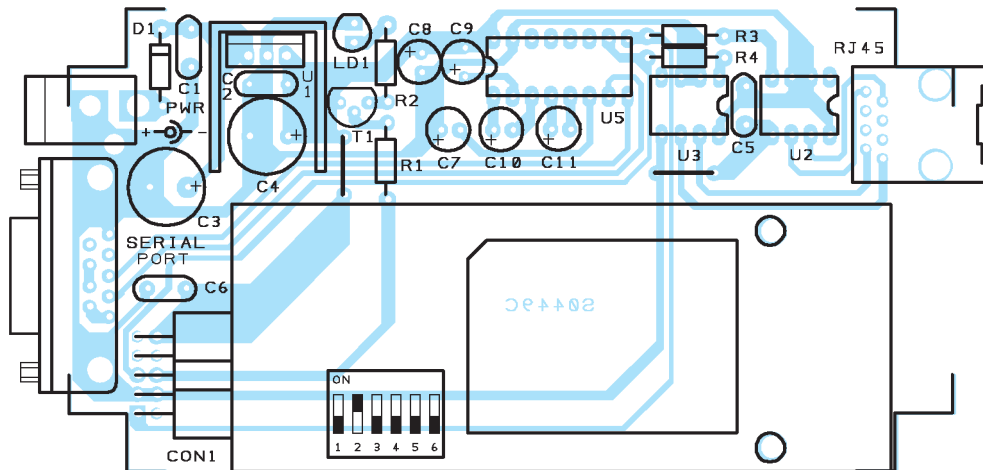 D1
C1
PWR
+ -
C
2
U
1
LD1
C8
C9
R3
R4
RJ45
R2
T1
R1
C4
+
C7
+
C10
+
C11
+
U5
U3
C5
U2
C3
+
SERIAL
PORT
C6
S0449C
ON
1 2 3 4 5 6
CON1